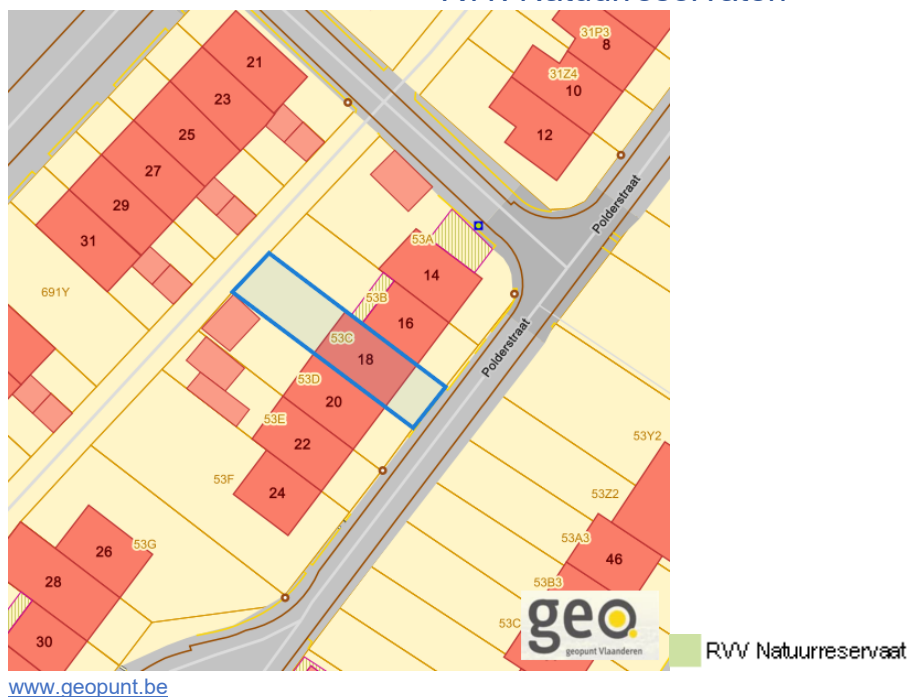 21
23
25
27
29
31
691Y
31P3
8
31Z4
10
12
Polderstraat
53A
14
53B
16
53C
18
53D
20
53E
22
53F
24
Polderstraat
53Y2
53Z2
53A3
46
53B3
53C
26
53G
28
30
geo
geopunt Vlaanderen
RVV Natuurreservaat
www.geopunt.be